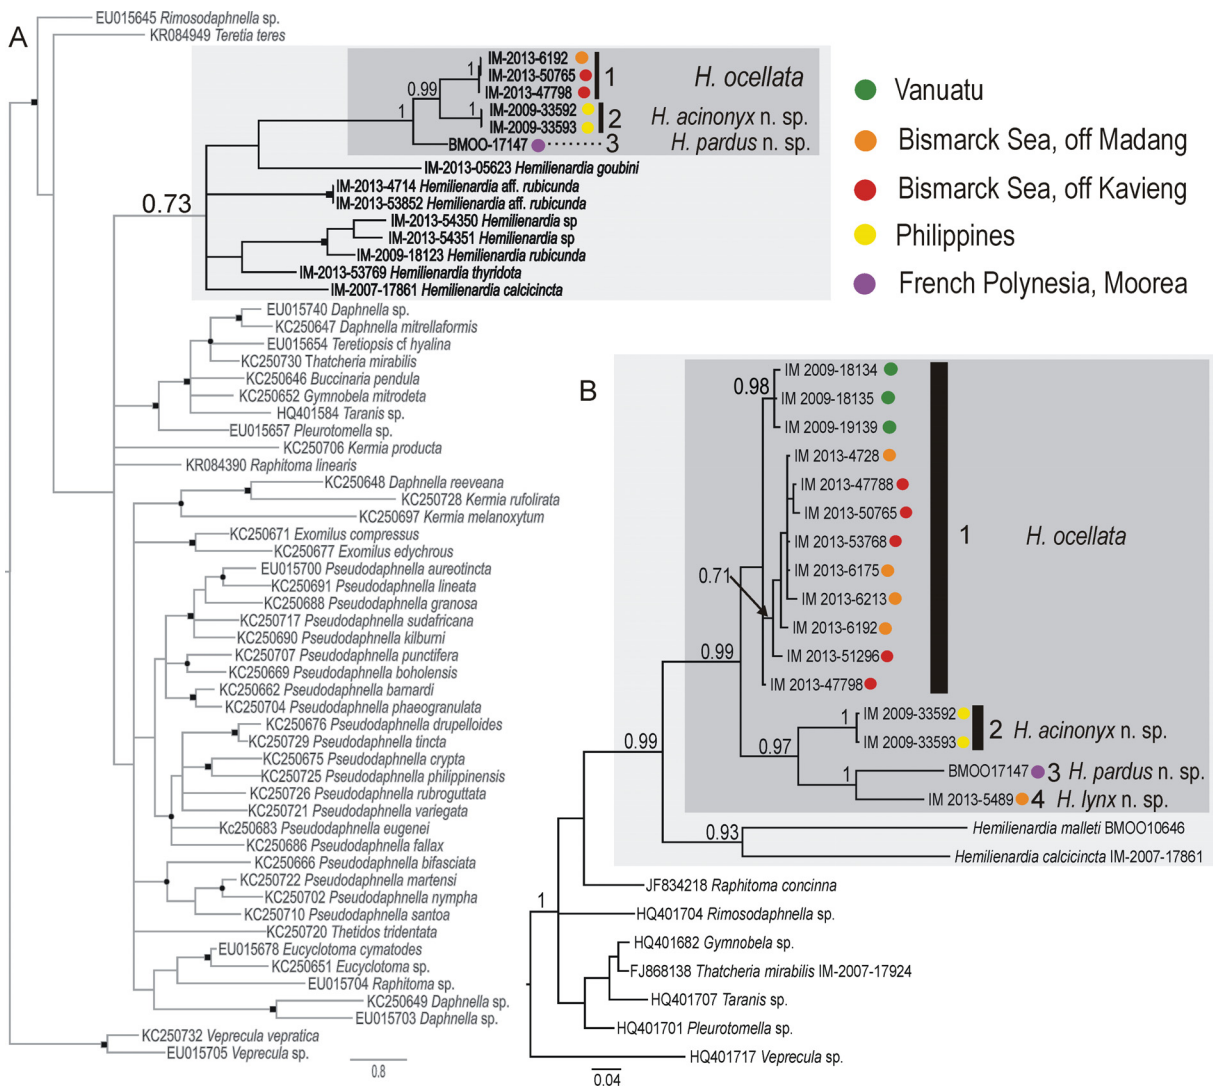 A
EU015645 Rimosodaphnella sp.
KR084949 Teretia teres
IM-2013-6192
IM-2013-50765
IM-2013-47798
1
H. ocellata
IM-2009-33592
IM-2009-33593
2
H. acinonyx n. sp.
BMOO-17147
3
H. pardus n. sp.
1
0.99
1
1
0.73
IM-2013-05623 Hemilienardia goubini
IM-2013-4714 Hemilienardia aff. rubicunda
IM-2013-53852 Hemilienardia aff. rubicunda
IM-2013-54350 Hemilienardia sp
IM-2013-54351 Hemilienardia sp
IM-2009-18123 Hemilienardia rubicunda
IM-2013-53769 Hemilienardia thyridota
IM-2007-17861 Hemilienardia calcicincta
EU015740 Daphnella sp.
KC250647 Daphnella mitrellaformis
EU015654 Teretiopsis cf hyalina
KC250730 Thatcheria mirabilis
KC250646 Buccinaria pendula
KC250652 Gymnobela mitrodeta
HQ401584 Taranis sp.
EU015657 Pleurotomella sp.
KC250706 Kermia producta
KR084390 Raphitoma linearis
KC250648 Daphnella reeveana
KC250728 Kermia rufolirata
KC250697 Kermia melanoxytum
KC250671 Exomilus compressus
KC250677 Exomilus edychrous
EU015700 Pseudodaphnella aureotincta
KC250691 Pseudodaphnella lineata
KC250688 Pseudodaphnella granosa
KC250717 Pseudodaphnella sudafricana
KC250690 Pseudodaphnella kilburni
KC250707 Pseudodaphnella punctifera
KC250669 Pseudodaphnella boholensis
KC250662 Pseudodaphnella barnardi
KC250704 Pseudodaphnella phaeogranulata
KC250676 Pseudodaphnella drupelloides
KC250729 Pseudodaphnella tincta
KC250675 Pseudodaphnella crypta
KC250725 Pseudodaphnella philippinensis
KC250726 Pseudodaphnella rubroguttata
KC250721 Pseudodaphnella variegata
Kc250683 Pseudodaphnella eugenei
KC250686 Pseudodaphnella fallax
KC250666 Pseudodaphnella bifasciata
KC250722 Pseudodaphnella martensi
KC250702 Pseudodaphnella nympha
KC250710 Pseudodaphnella santoa
KC250720 Thetidos tridentata
EU015678 Eucyclotoma cymatodes
KC250651 Eucyclotoma sp.
EU015704 Raphitoma sp.
KC250649 Daphnella sp.
EU015703 Daphnella sp.
KC250732 Veprecula vepratica
EU015705 Veprecula sp.
0.8
Vanuatu
Bismarck Sea, off Madang
Bismarck Sea, off Kavieng
Philippines
French Polynesia, Moorea
B
IM 2009-18134
IM 2009-18135
IM 2009-19139
IM 2013-4728
IM 2013-47788
IM 2013-50765
IM 2013-53768
IM 2013-6175
IM 2013-6213
IM 2013-6192
IM 2013-51296
IM 2013-47798
1
H. ocellata
0.98
0.71
0.99
IM 2009-33592
IM 2009-33593
2 H. acinonyx n. sp.
1
0.97
0.99
BMOO17147 3 H. pardus n. sp.
1
IM 2013-5489 4 H. lynx n. sp.
0.93
Hemilienardia malleti BMOO10646
Hemilienardia calcicincta IM-2007-17861
JF834218 Raphitoma concinna
1
HQ401704 Rimosodaphnella sp.
HQ401682 Gymnobela sp.
FJ868138 Thatcheria mirabilis IM-2007-17924
HQ401707 Taranis sp.
HQ401701 Pleurotomella sp.
HQ401717 Veprecula sp.
0.04